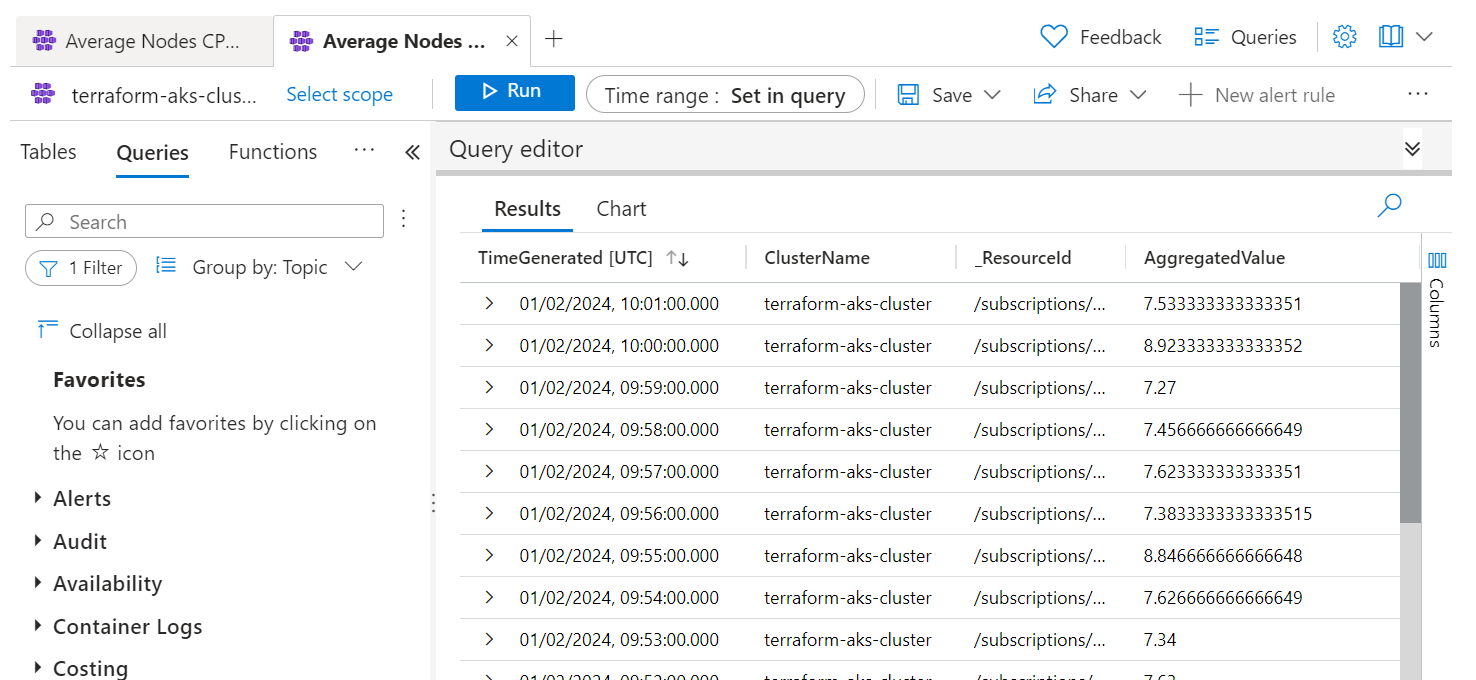 Average Nodes CP...
Average Nodes ...
Feedback
Queries
terraform-aks-clus...
Select scope
Run
Time range : Set in query
Save
Share
New alert rule
Tables
Queries
Functions
Query editor
Search
1 Filter
Group by: Topic
Collapse all
Favorites
You can add favorites by clicking on
the ☆ icon
Alerts
Audit
Availability
Container Logs
Costing
Results
Chart
TimeGenerated [UTC] ClusterName _ResourceId AggregatedValue
01/02/2024, 10:01:00.000 terraform-aks-cluster /subscriptions/... 7.533333333333351
01/02/2024, 10:00:00.000 terraform-aks-cluster /subscriptions/... 8.923333333333352
01/02/2024, 09:59:00.000 terraform-aks-cluster /subscriptions/... 7.27
01/02/2024, 09:58:00.000 terraform-aks-cluster /subscriptions/... 7.456666666666649
01/02/2024, 09:57:00.000 terraform-aks-cluster /subscriptions/... 7.623333333333351
01/02/2024, 09:56:00.000 terraform-aks-cluster /subscriptions/... 7.3833333333333515
01/02/2024, 09:55:00.000 terraform-aks-cluster /subscriptions/... 8.846666666666648
01/02/2024, 09:54:00.000 terraform-aks-cluster /subscriptions/... 7.626666666666649
01/02/2024, 09:53:00.000 terraform-aks-cluster /subscriptions/... 7.34
Columns